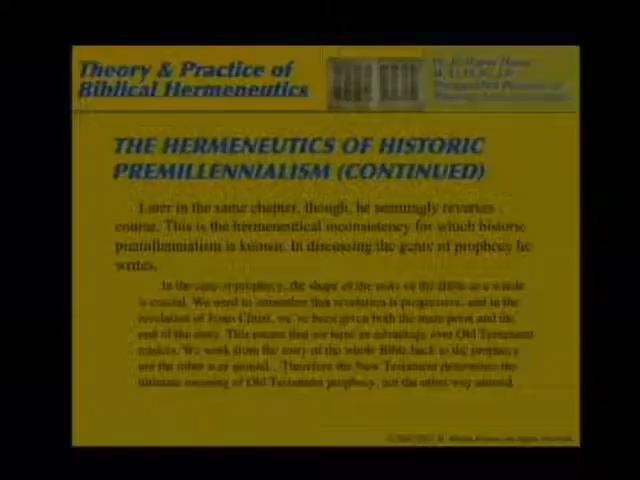 Theory & Practice of
Biblical Hermeneutics
THE HERMENEUTICS OF HISTORIC
PREMILLENNIALISM (CONTINUED)
Later in the same chapter, though, he seemingly reverses
course. This is the hermeneutical inconsistency for which historic
premillennialism is known. In discussing the genre of prophecy he
writes,
In the case of prophecy, the shape of the story of the Bible as a whole
is crucial. We need to remember that revelation is progressive, and in the
revelation of Jesus Christ, we've been given both the main point and the
end of the story. This means that we have an advantage over Old Testament
readers. We work from the story of the whole Bible back to the prophecy
not the other way around... Therefore the New Testament determines the
ultimate meaning of Old Testament prophecy, not the other way around.